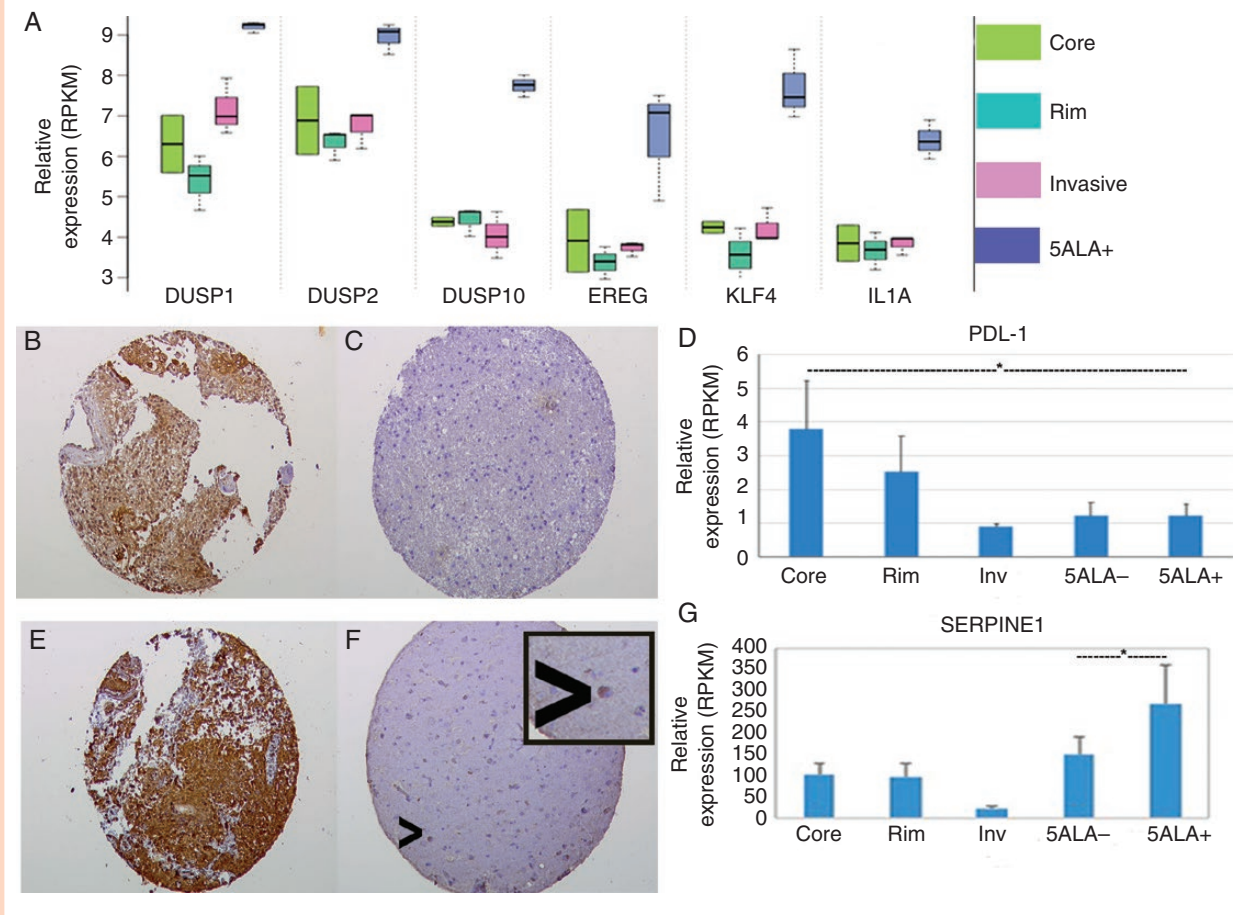 A
Relative
expression (RPKM)
9
8
7
6
5
4
3
DUSP1 DUSP2 DUSP10 EREG KLF4 IL1A
Core
Rim
Invasive
5ALA+
B
C
D
PDL-1
Relative
expression (RPKM)
6
5
4
3
2
1
0
*
Core Rim Inv 5ALA– 5ALA+
E
F
>
>
G
SERPINE1
Relative
expression (RPKM)
400
350
300
250
200
150
100
50
0
*
Core Rim Inv 5ALA– 5ALA+